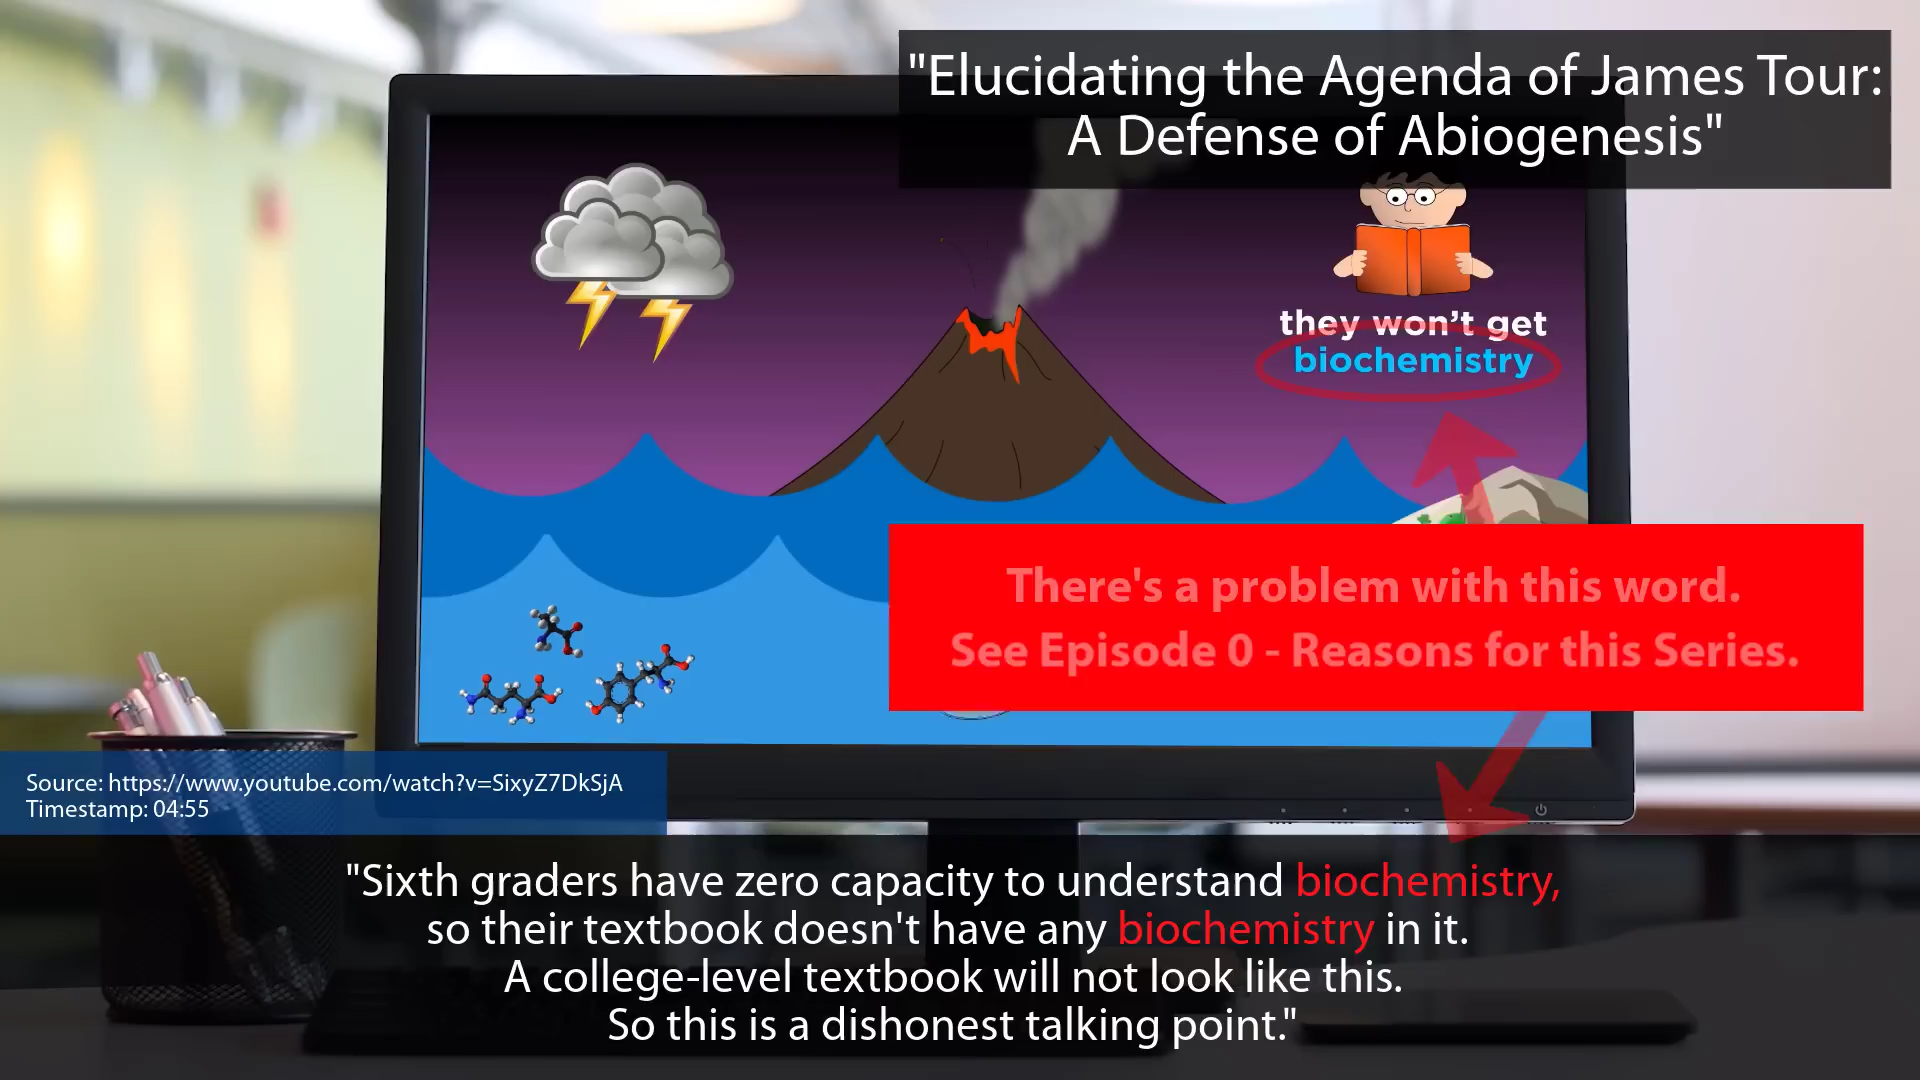 "Elucidating the Agenda of James Tour:
A Defense of Abiogenesis"
they won't get
biochemistry
There's a problem with this word.
See Episode 0 - Reasons for this Series.
Source: https://www.youtube.com/watch?v=SixyZ7DkSjA
Timestamp: 04:55
"Sixth graders have zero capacity to understand biochemistry,
so their textbook doesn't have any biochemistry in it.
A college-level textbook will not look like this.
So this is a dishonest talking point."